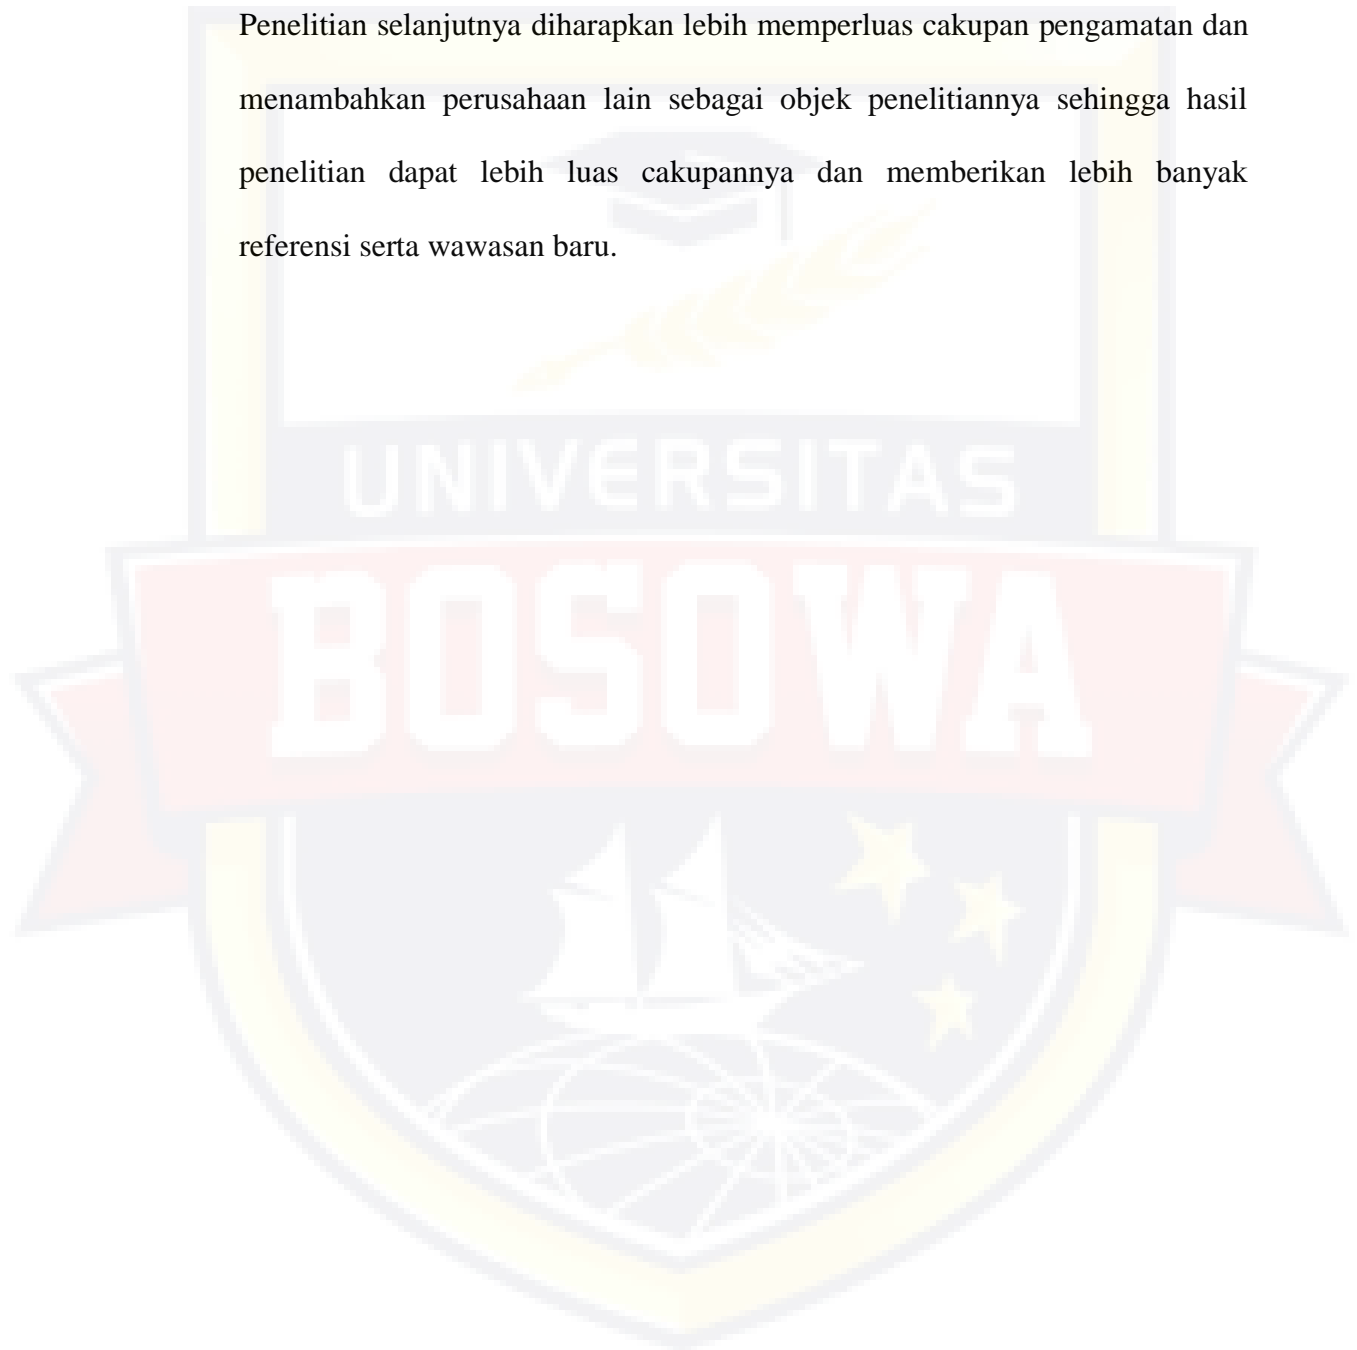 Penelitian selanjutnya diharapkan lebih memperluas cakupan pengamatan dan
menambahkan perusahaan lain sebagai objek penelitiannya sehingga hasil
penelitian dapat lebih luas cakupannya dan memberikan lebih banyak
referensi serta wawasan baru.
UNIVERSITAS
BOSOWA